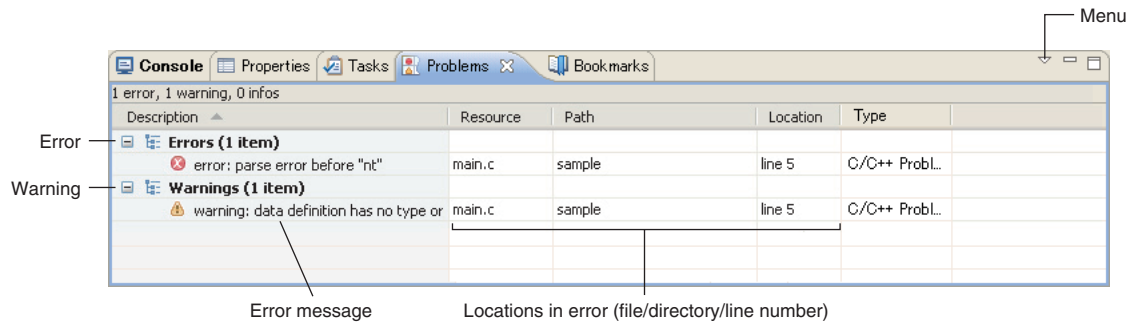 Menu
Console Properties Tasks Problems Bookmarks
1 error, 1 warning, 0 infos
Description Resource Path Location Type
Error
Errors (1 item)
error: parse error before "nt" main.c sample line 5 C/C++ Probl...
Warning
Warnings (1 item)
warning: data definition has no type or main.c sample line 5 C/C++ Probl...
Error message
Locations in error (file/directory/line number)